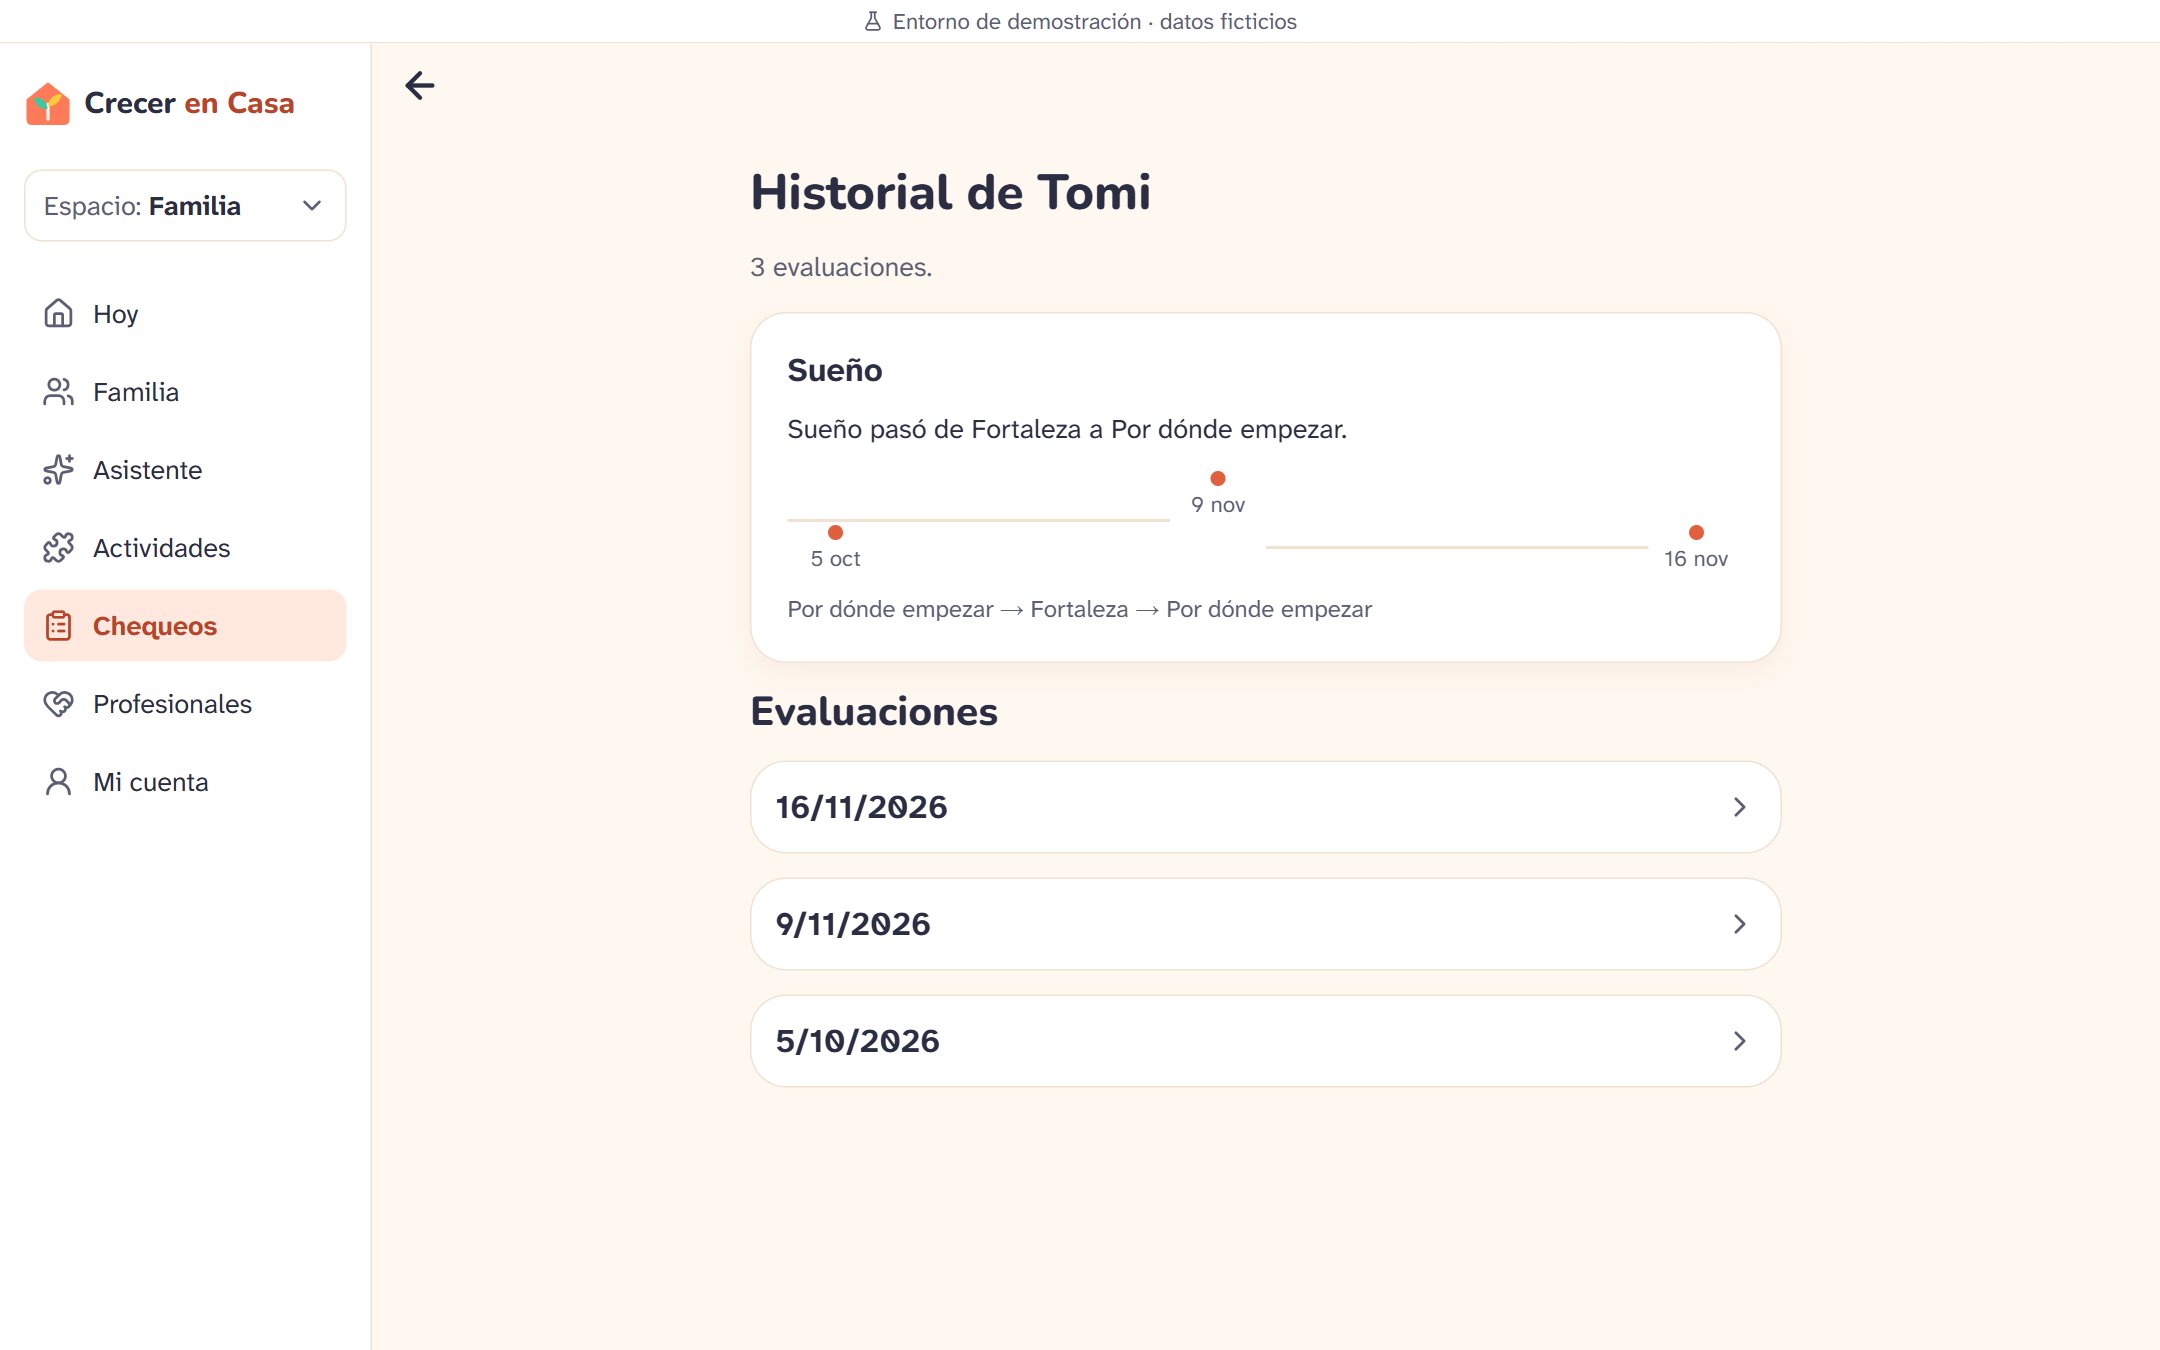 Entorno de demostración · datos ficticios
Crecer en Casa
Espacio: Familia
Hoy
Familia
Asistente
Actividades
Chequeos
Profesionales
Mi cuenta
Historial de Tomi
3 evaluaciones.
Sueño
Sueño pasó de Fortaleza a Por dónde empezar.
9 nov
5 oct
16 nov
Por dónde empezar → Fortaleza → Por dónde empezar
Evaluaciones
16/11/2026
9/11/2026
5/10/2026